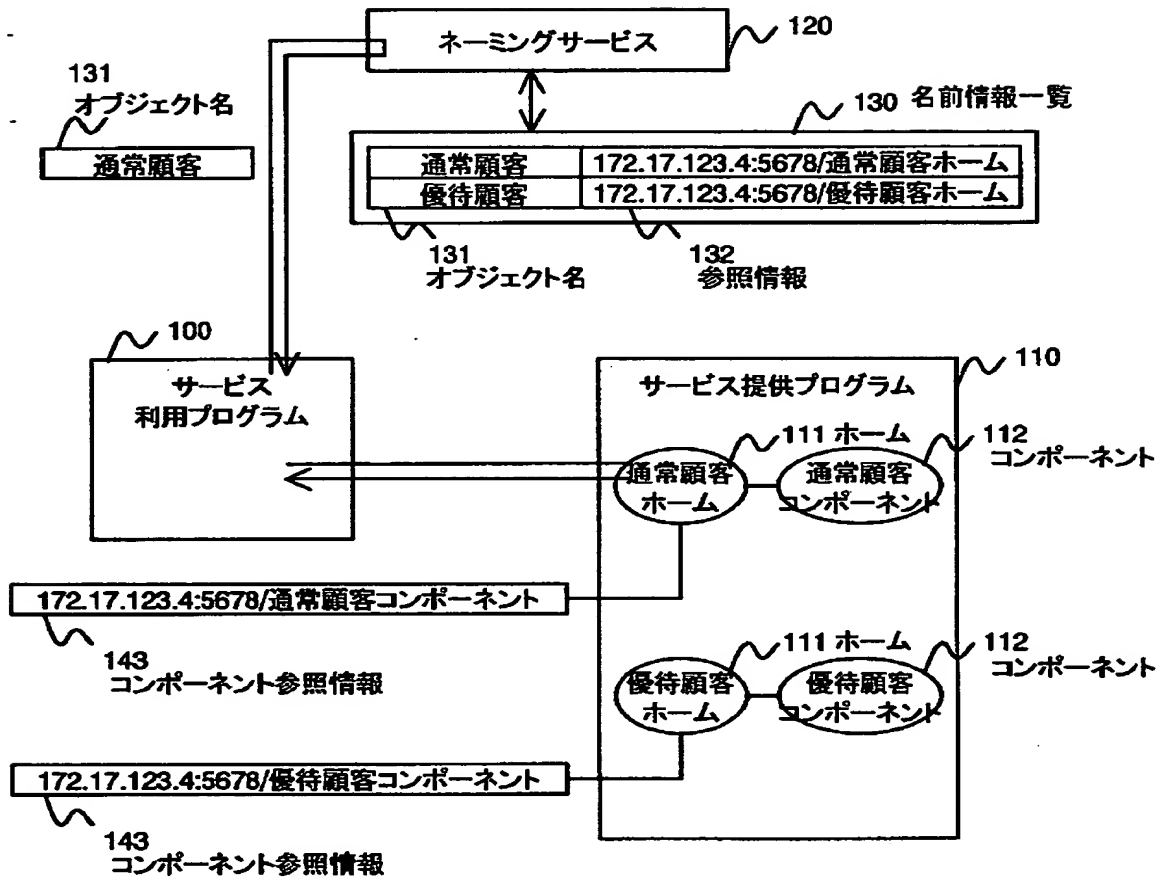 ネーミングサービス
120
131
オブジェクト名
通常顧客
130 名前情報一覧
通常顧客 172.17.123.4:5678/通常顧客ホーム
優待顧客 172.17.123.4:5678/優待顧客ホーム
131
オブジェクト名
132
参照情報
100
サービス
利用プログラム
110
サービス提供プログラム
111 ホーム
112
コンポーネント
通常顧客
ホーム
通常顧客
コンポーネント
172.17.123.4:5678/通常顧客コンポーネント
143
コンポーネント参照情報
111 ホーム
112
コンポーネント
優待顧客
ホーム
優待顧客
コンポーネント
172.17.123.4:5678/優待顧客コンポーネント
143
コンポーネント参照情報